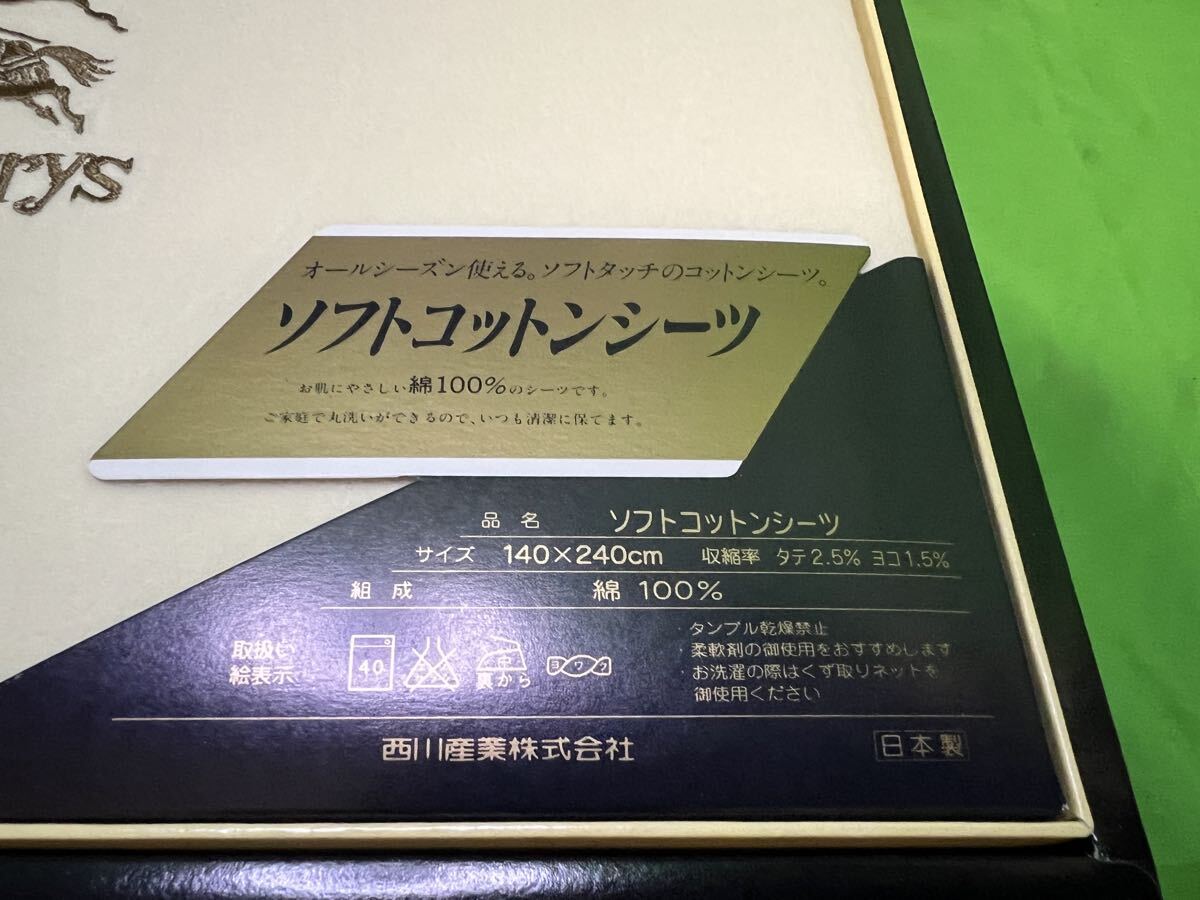 rys
オールシーズン使える。ソフトタッチのコットンシーツ。
ソフトコットンシーツ
お肌にやさしい綿100%のシーツです。
ご家庭で丸洗いができるので、いつも清潔に保てます。
品名 ソフトコットンシーツ
サイズ 140×240cm 収縮率 タテ2.5% ヨコ1.5%
組成 綿 100%
取扱い
絵表示
40
中
裏から
ヨワク
・タンブル乾燥禁止
・柔軟剤の御使用をおすすめします
・お洗濯の際はくず取りネットを
御使用ください
西川産業株式会社
日本製